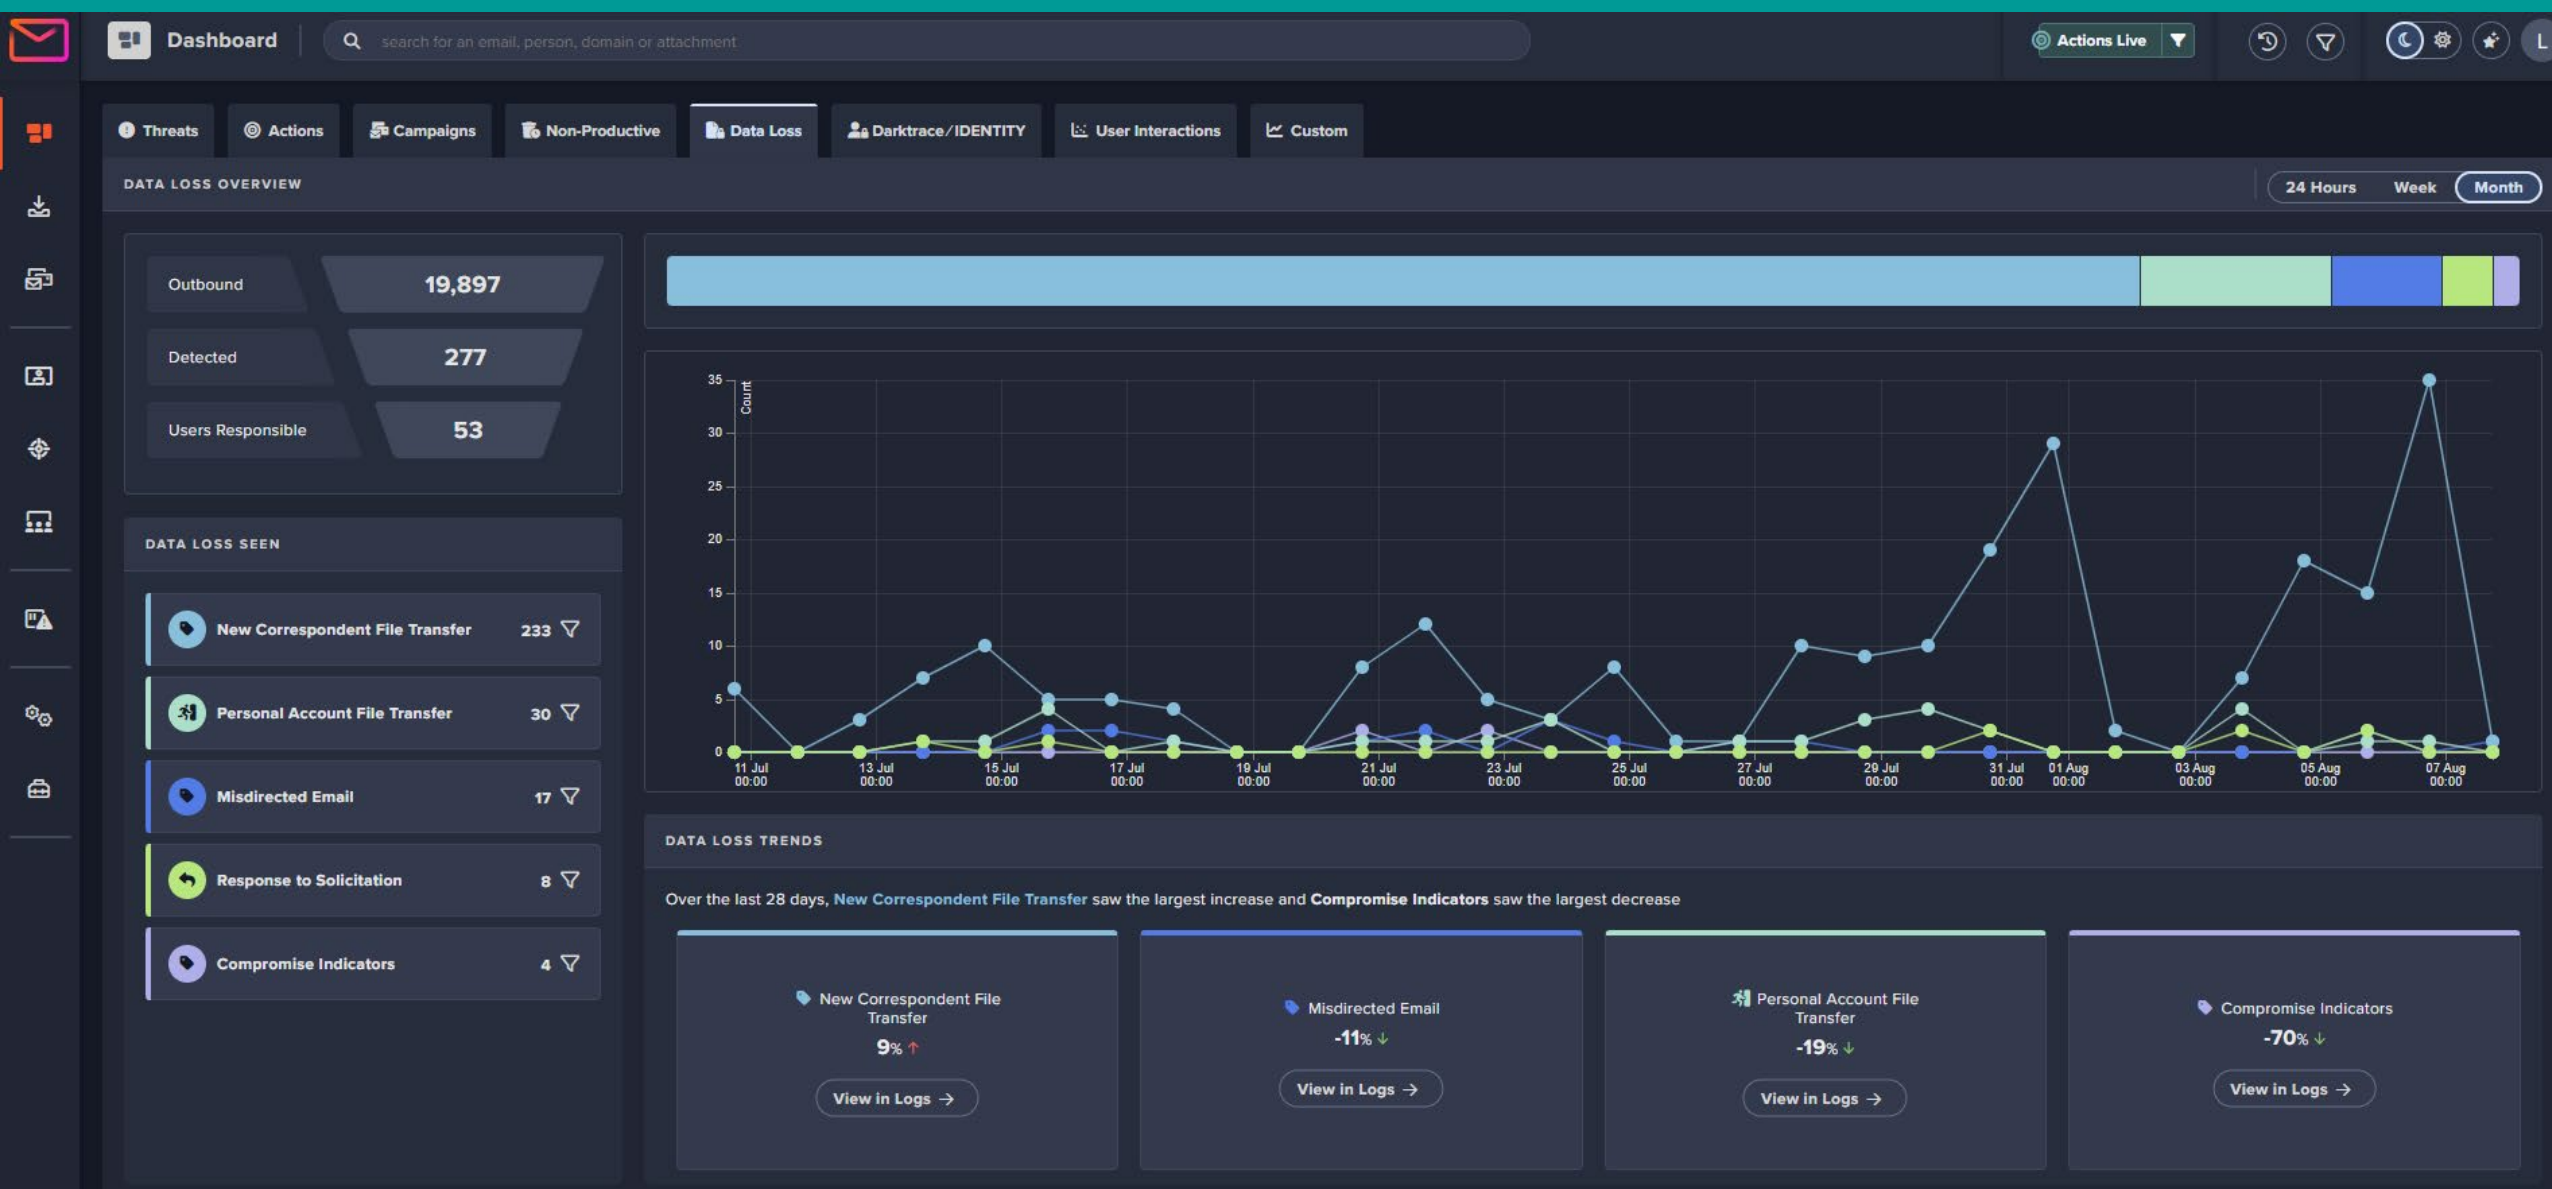 Dashboard
search for an email, person, domain or attachment
Actions Live
L
Threats
Actions
Campaigns
Non-Productive
Data Loss
Darktrace/IDENTITY
User Interactions
Custom
DATA LOSS OVERVIEW
24 Hours
Week
Month
Outbound 19,897
Detected 277
Users Responsible 53
DATA LOSS SEEN
New Correspondent File Transfer 233
Personal Account File Transfer 30
Misdirected Email 17
Response to Solicitation 8
Compromise Indicators 4
Count
35
30
25
20
15
10
5
0
11 Jul
00:00
13 Jul
00:00
15 Jul
00:00
17 Jul
00:00
19 Jul
00:00
21 Jul
00:00
23 Jul
00:00
25 Jul
00:00
27 Jul
00:00
29 Jul
00:00
31 Jul
00:00
01 Aug
00:00
03 Aug
00:00
05 Aug
00:00
07 Aug
00:00
DATA LOSS TRENDS
Over the last 28 days, New Correspondent File Transfer saw the largest increase and Compromise Indicators saw the largest decrease
New Correspondent File
Transfer
9% ↑
View in Logs →
Misdirected Email
-11% ↓
View in Logs →
Personal Account File
Transfer
-19% ↓
View in Logs →
Compromise Indicators
-70% ↓
View in Logs →